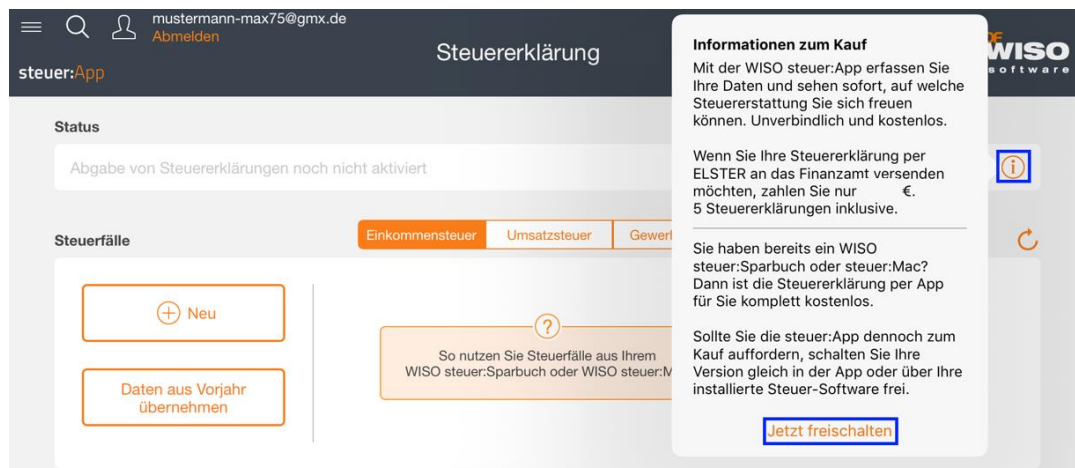 mustermann-max75@gmx.de
Abmelden
steuer:App
Steuererklärung
WISO
software
Status
Abgabe von Steuererklärungen noch nicht aktiviert
Steuerfälle
Einkommensteuer
Umsatzsteuer
Gewer
Neu
Daten aus Vorjahr
übernehmen
So nutzen Sie Steuerfälle aus Ihrem
WISO steuer:Sparbuch oder WISO steuer:M
Informationen zum Kauf
Mit der WISO steuer:App erfassen Sie
Ihre Daten und sehen sofort, auf welche
Steuererstattung Sie sich freuen
können. Unverbindlich und kostenlos.
Wenn Sie Ihre Steuererklärung per
ELSTER an das Finanzamt versenden
möchten, zahlen Sie nur €.
5 Steuererklärungen inklusive.
Sie haben bereits ein WISO
steuer:Sparbuch oder steuer:Mac?
Dann ist die Steuererklärung per App
für Sie komplett kostenlos.
Sollte Sie die steuer:App dennoch zum
Kauf auffordern, schalten Sie Ihre
Version gleich in der App oder über Ihre
installierte Steuer-Software frei.
Jetzt freischalten